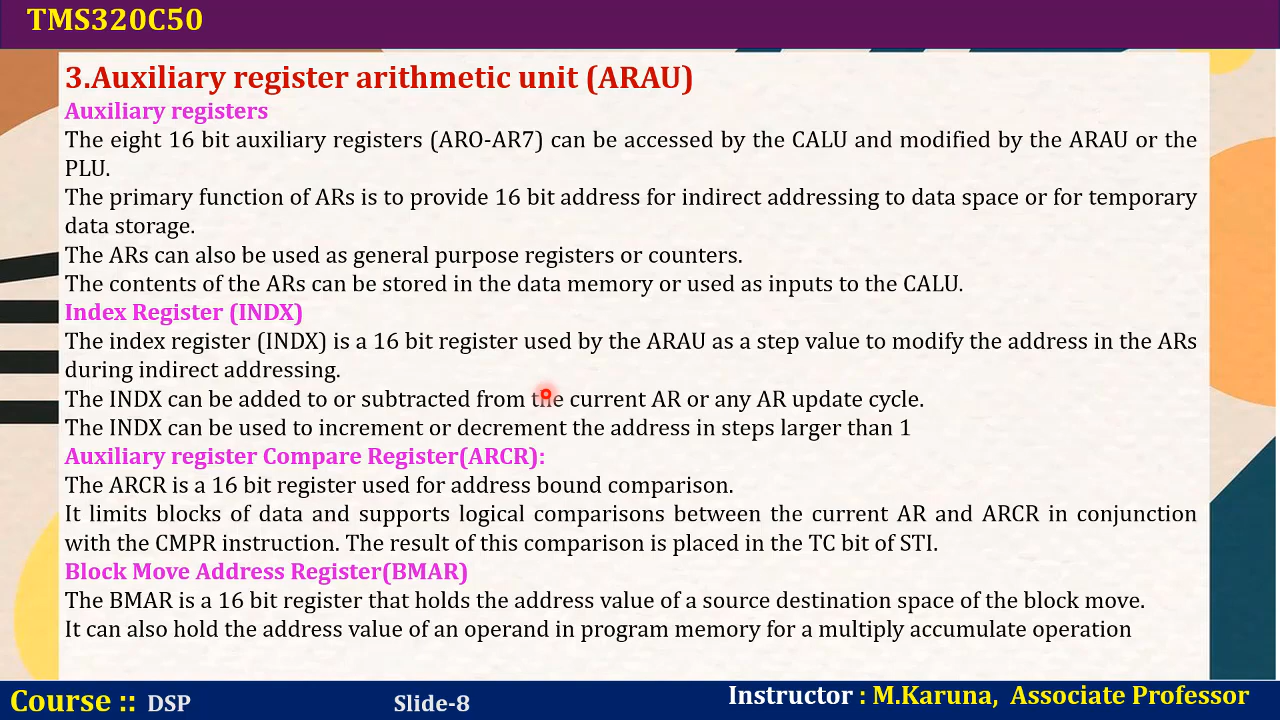 TMS320C50
3.Auxiliary register arithmetic unit (ARAU)
Auxiliary registers
The eight 16 bit auxiliary registers (ARO-AR7) can be accessed by the CALU and modified by the ARAU or the
PLU.
The primary function of ARs is to provide 16 bit address for indirect addressing to data space or for temporary
data storage.
The ARs can also be used as general purpose registers or counters.
The contents of the ARs can be stored in the data memory or used as inputs to the CALU.
Index Register (INDX)
The index register (INDX) is a 16 bit register used by the ARAU as a step value to modify the address in the ARs
during indirect addressing.
The INDX can be added to or subtracted from the current AR or any AR update cycle.
The INDX can be used to increment or decrement the address in steps larger than 1
Auxiliary register Compare Register(ARCR):
The ARCR is a 16 bit register used for address bound comparison.
It limits blocks of data and supports logical comparisons between the current AR and ARCR in conjunction
with the CMPR instruction. The result of this comparison is placed in the TC bit of STI.
Block Move Address Register(BMAR)
The BMAR is a 16 bit register that holds the address value of a source destination space of the block move.
It can also hold the address value of an operand in program memory for a multiply accumulate operation
Course :: DSP
Slide-8
Instructor : M.Karuna, Associate Professor